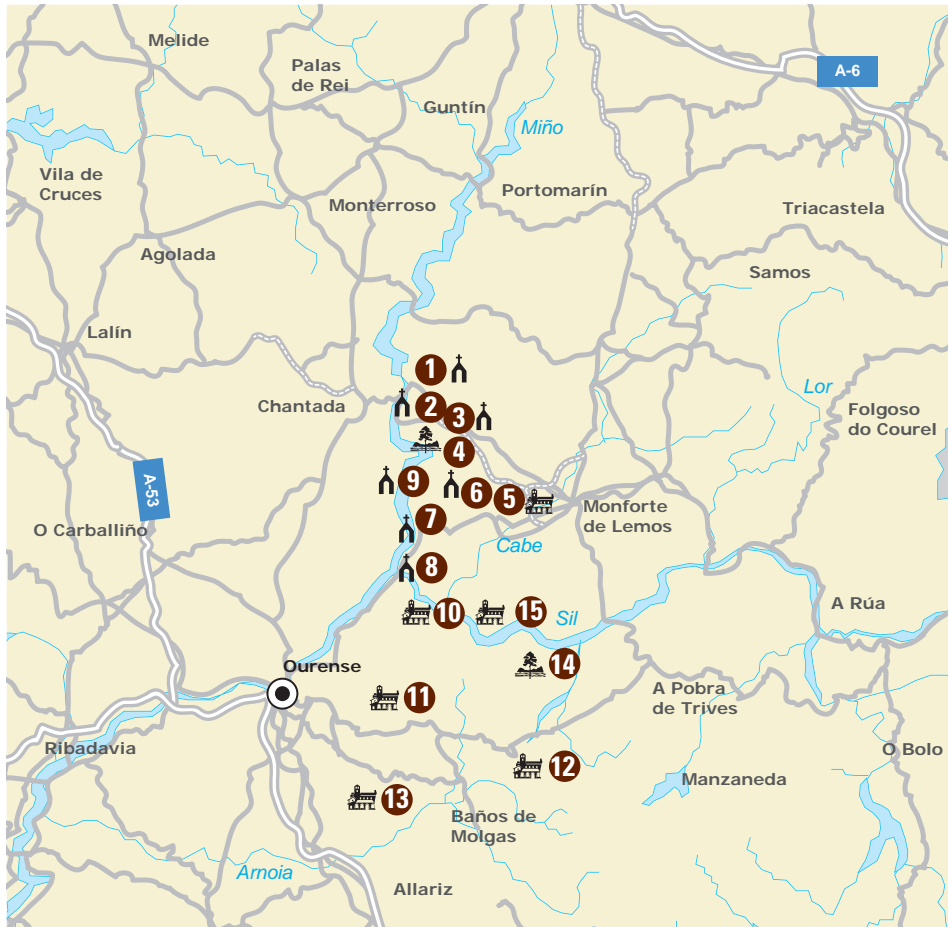 Melide
Palas
de Rei
A-6
Guntín
Miño
Vila de
Cruces
Portomarín
Monterroso
Triacastela
Agolada
Samos
Lalín
1
Lor
Chantada
2
3
Folgoso
do Courel
4
A-53
9
6
5
Monforte
de Lemos
7
O Carballiño
Cabe
8
A Rúa
10
15
Sil
Ourense
14
11
A Pobra
de Trives
Ribadavia
O Bolo
12
Manzaneda
13
Baños de
Molgas
Arnoia
Allariz